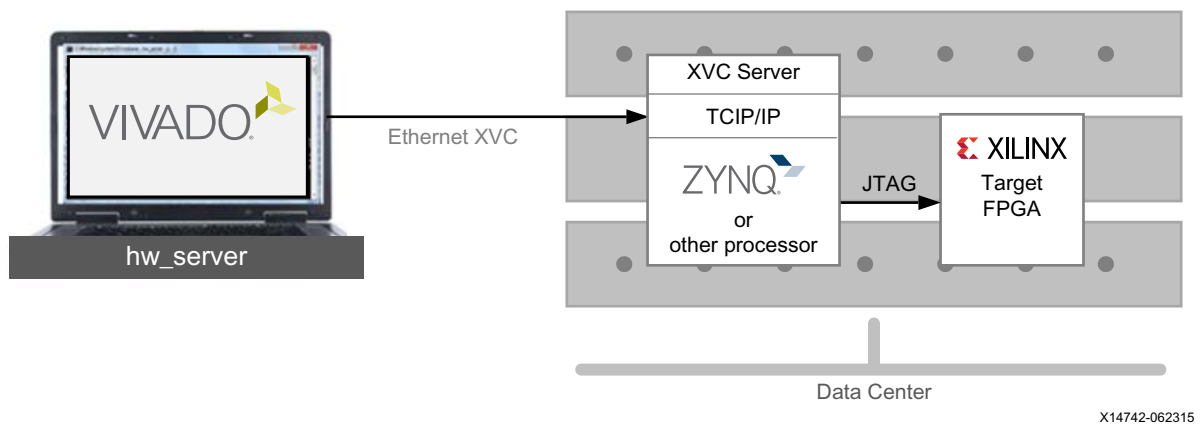 VIVADO
hw_server
Ethernet XVC
XVC Server
TCIP/IP
ZYNQ
or
other processor
JTAG
XILINX
Target
FPGA
Data Center
X14742-062315